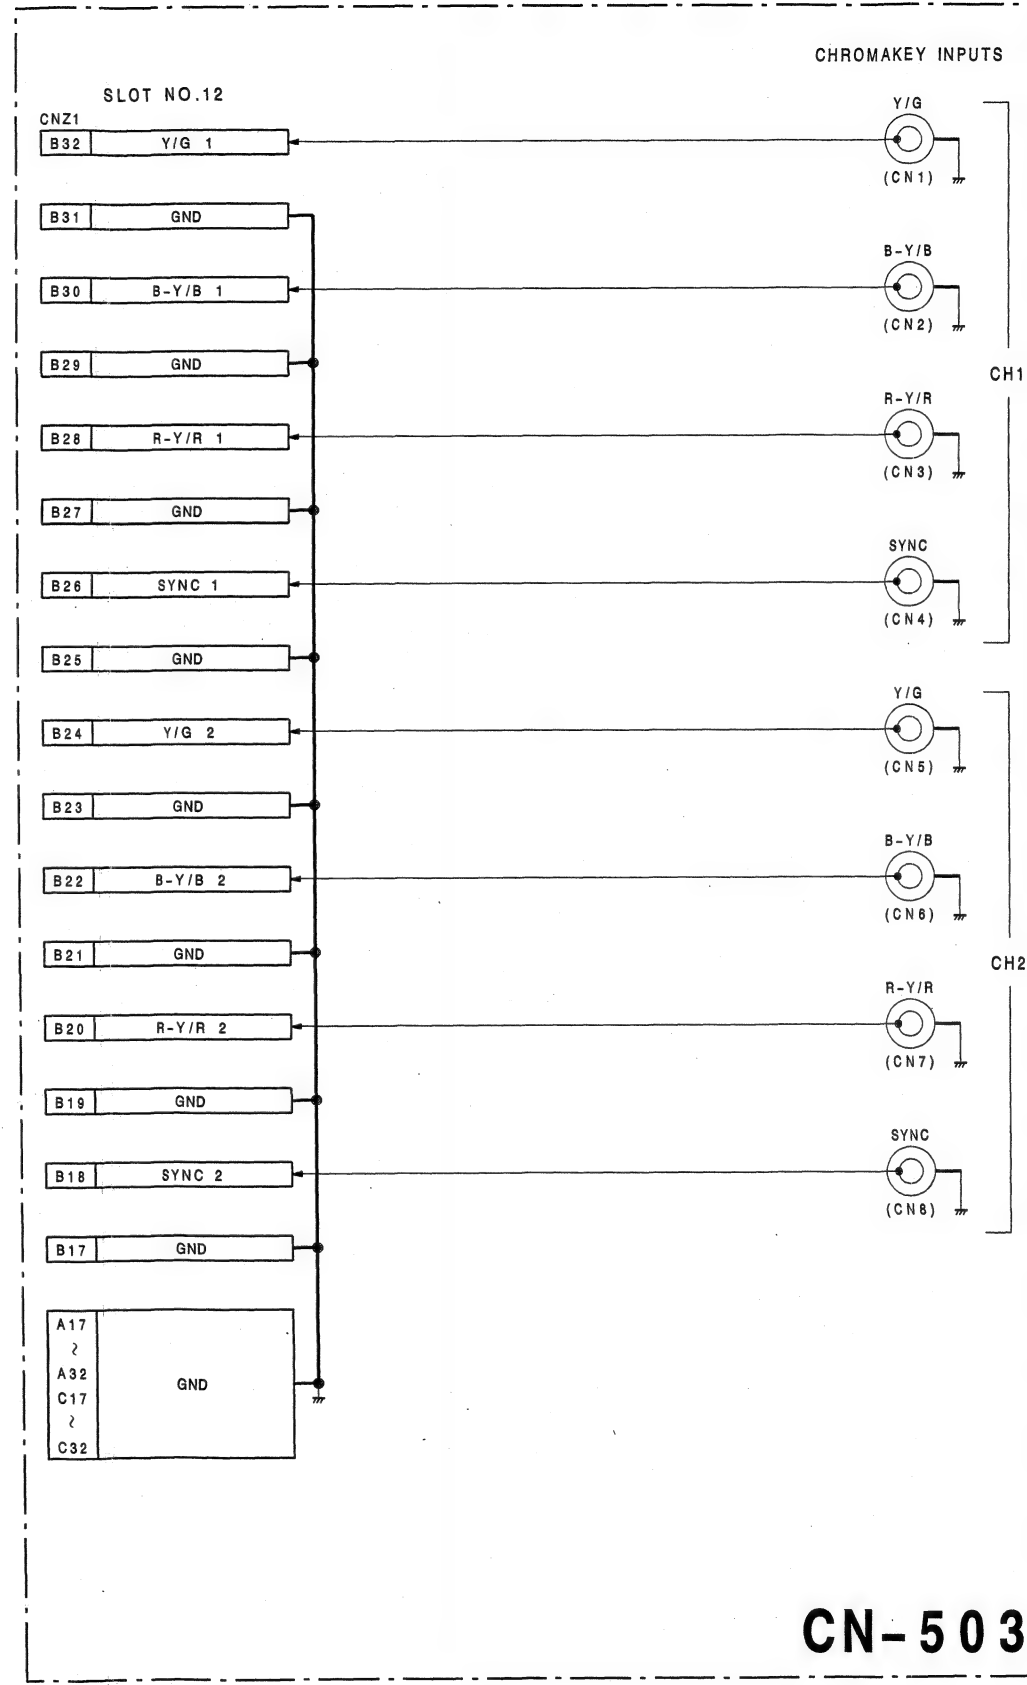 CHROMAKEY INPUTS
SLOT NO.12
CNZ1
B32 Y/G 1
Y/G
(CN1)
B31 GND
B30 B-Y/B 1
B-Y/B
(CN2)
B29 GND
CH1
B28 R-Y/R 1
R-Y/R
(CN3)
B27 GND
B26 SYNC 1
SYNC
(CN4)
B25 GND
B24 Y/G 2
Y/G
(CN5)
B23 GND
B22 B-Y/B 2
B-Y/B
(CN6)
B21 GND
CH2
B20 R-Y/R 2
R-Y/R
(CN7)
B19 GND
B18 SYNC 2
SYNC
(CN8)
B17 GND
A17
~
A32
C17
~
C32
GND
CN-503